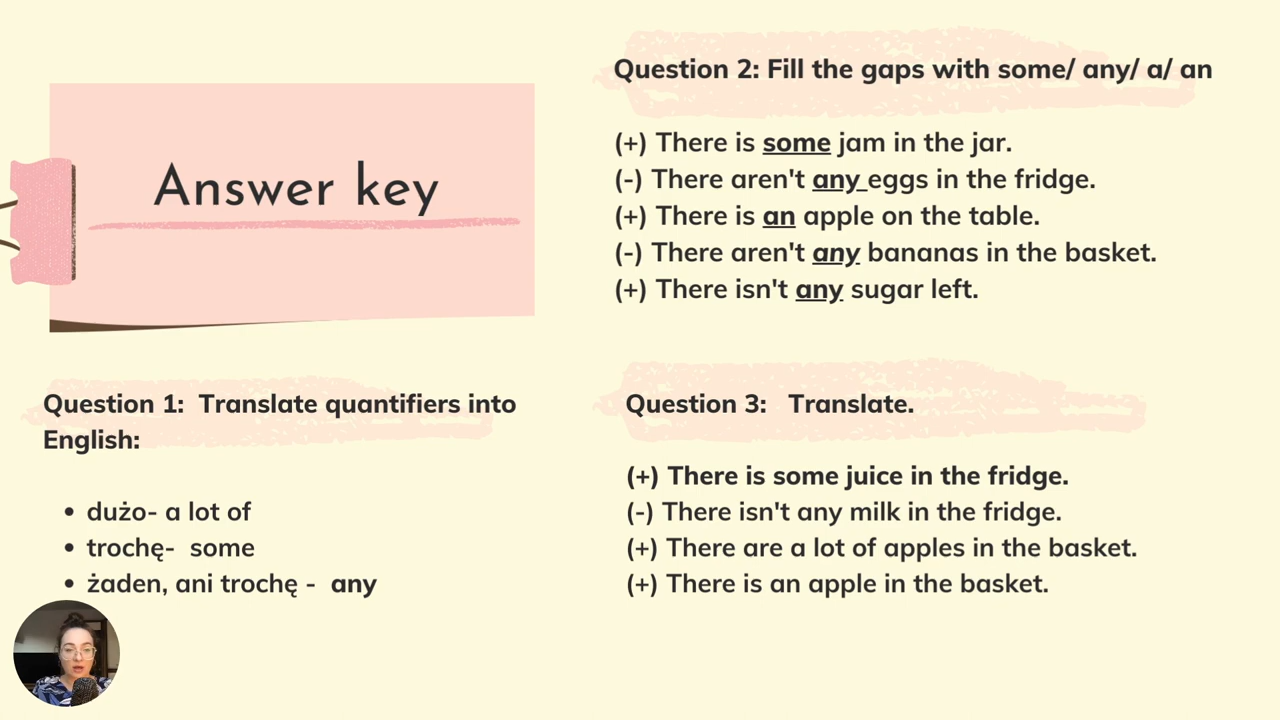 Answer key
Question 1: Translate quantifiers into
English:
• dużo- a lot of
• trochę- some
• żaden, ani trochę - any
Question 2: Fill the gaps with some/ any/ a/ an
(+) There is some jam in the jar.
(-) There aren't any eggs in the fridge.
(+) There is an apple on the table.
(-) There aren't any bananas in the basket.
(+) There isn't any sugar left.
Question 3: Translate.
(+) There is some juice in the fridge.
(-) There isn't any milk in the fridge.
(+) There are a lot of apples in the basket.
(+) There is an apple in the basket.